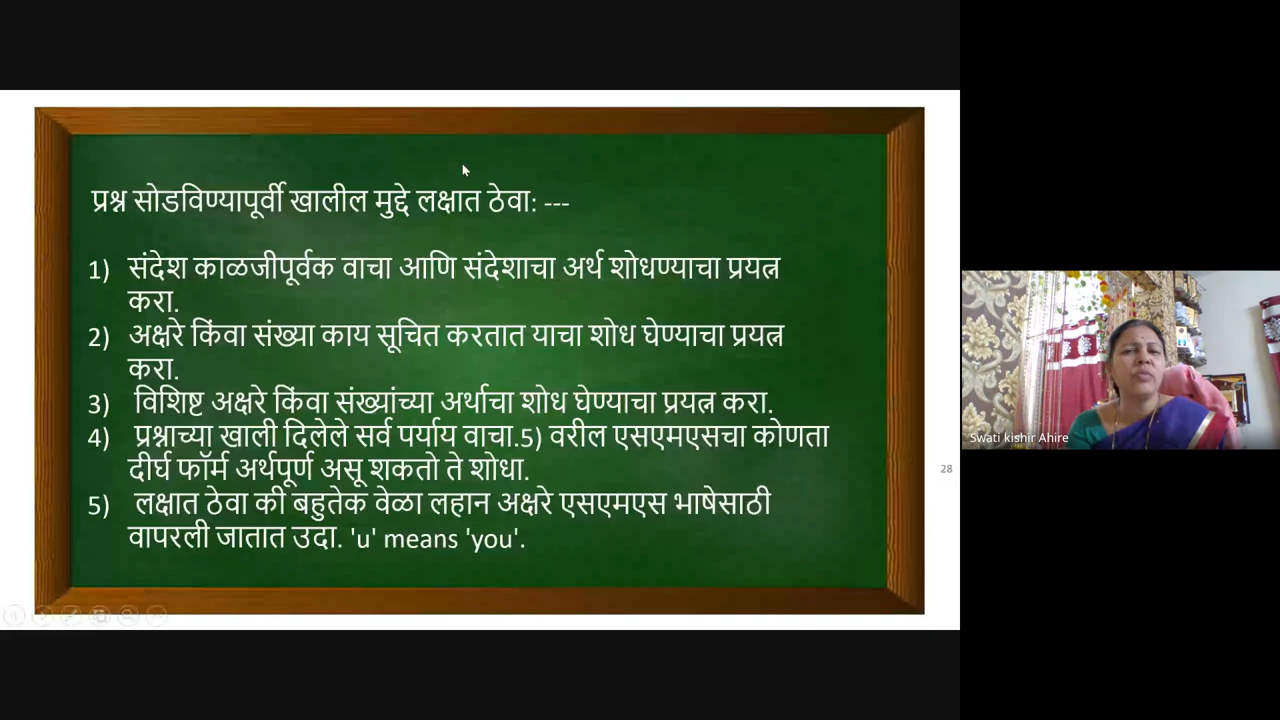 प्रश्न सोडविण्यापूर्वी खालील मुद्दे लक्षात ठेवा: ---
1) संदेश काळजीपूर्वक वाचा आणि संदेशाचा अर्थ शोधण्याचा प्रयत्न
करा.
2) अक्षरे किंवा संख्या काय सूचित करतात याचा शोध घेण्याचा प्रयत्न
करा.
3) विशिष्ट अक्षरे किंवा संख्यांच्या अर्थाचा शोध घेण्याचा प्रयत्न करा.
4) प्रश्नाच्या खाली दिलेले सर्व पर्याय वाचा.5) वरील एसएमएसचा कोणता
दीर्घ फॉर्म अर्थपूर्ण असू शकतो ते शोधा.
5) लक्षात ठेवा की बहुतेक वेळा लहान अक्षरे एसएमएस भाषेसाठी
वापरली जातात उदा. 'u' means 'you'.
28
Swati kishir Ahire